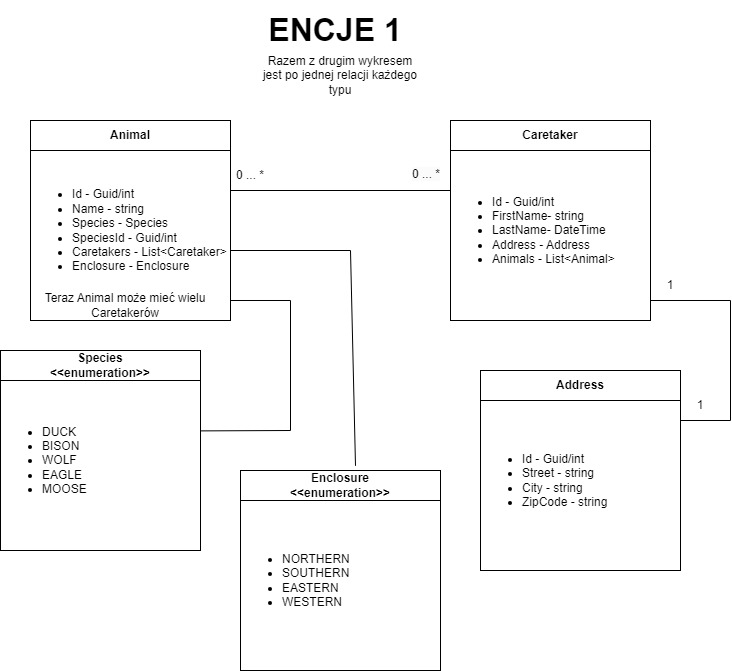 ENCJE 1
Razem z drugim wykresem
jest po jednej relacji każdego
typu
Animal
Id - Guid/int
Name - string
Species - Species
SpeciesId - Guid/int
Caretakers - List<Caretaker>
Enclosure - Enclosure
Teraz Animal może mieć wielu
Caretakerów
0 ... *
0 ... *
Caretaker
Id - Guid/int
FirstName- string
LastName- DateTime
Address - Address
Animals - List<Animal>
1
1
Species
<<enumeration>>
DUCK
BISON
WOLF
EAGLE
MOOSE
Enclosure
<<enumeration>>
NORTHERN
SOUTHERN
EASTERN
WESTERN
Address
Id - Guid/int
Street - string
City - string
ZipCode - string